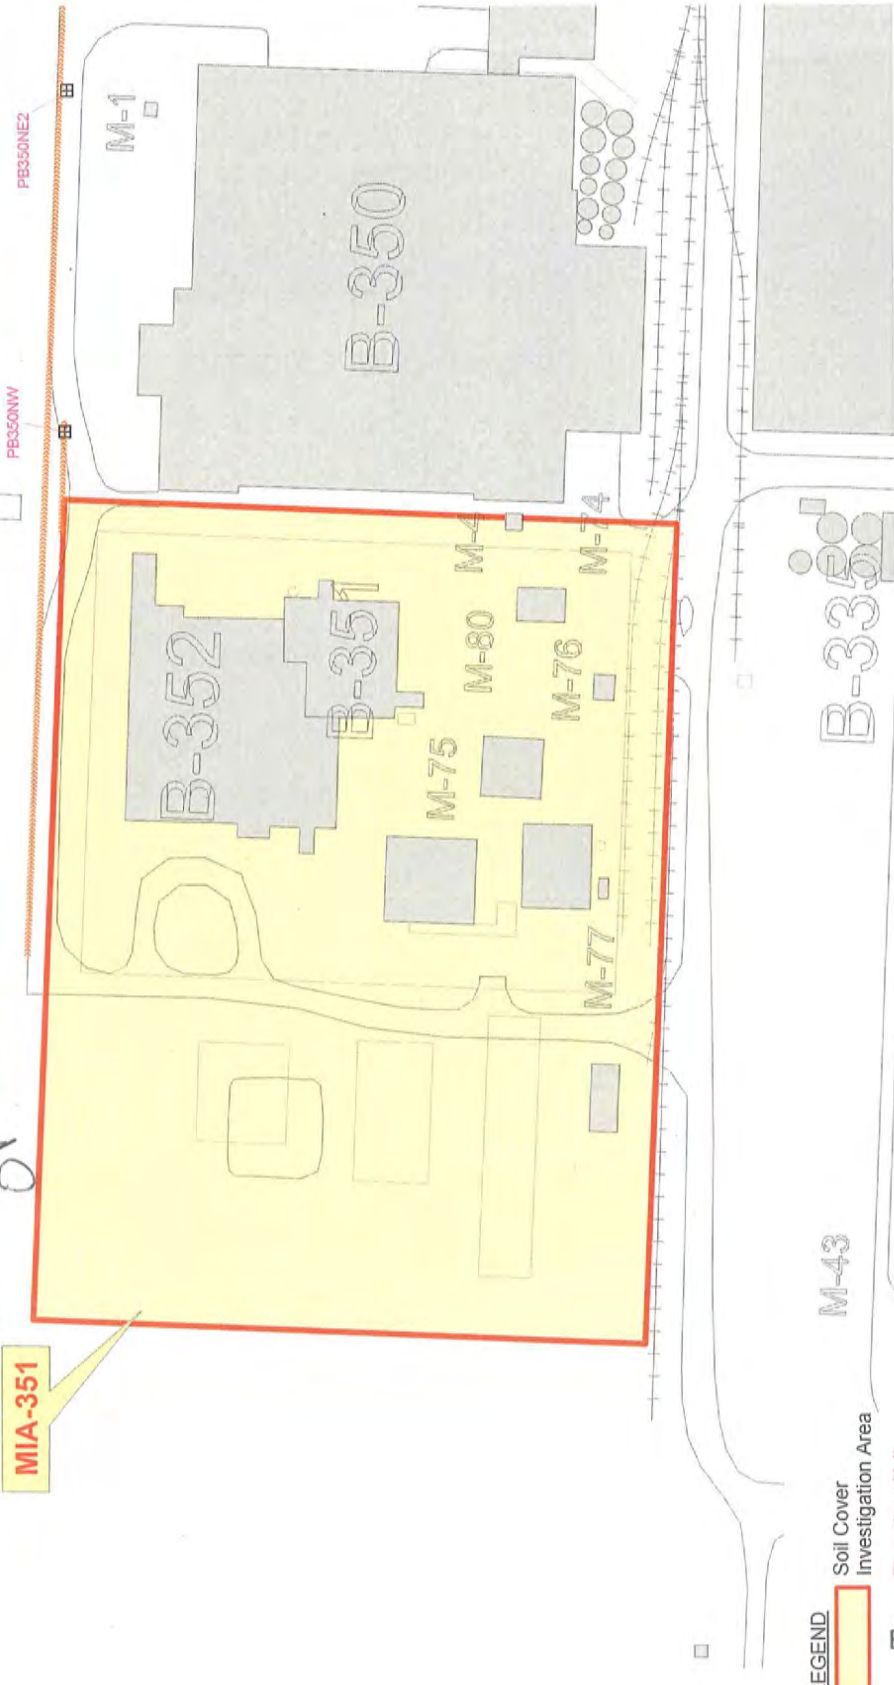 PB350NE2
PB350NW
M-1
B-350
M-4
M-74
B-351
B-352
M-80
M-76
M-75
M-77
B-335
M-43
MIA-351
EGEND
Soil Cover
Investigation Area